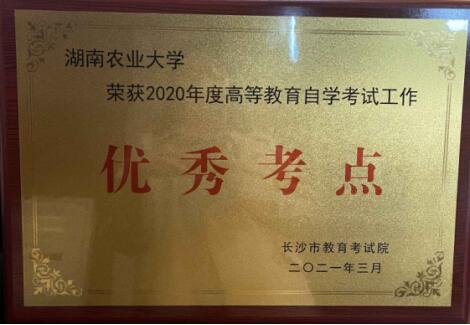 湖南农业大学
荣获2020年度高等教育自学考试工作
优秀考点
长沙市教育考试院
二〇二一年三月